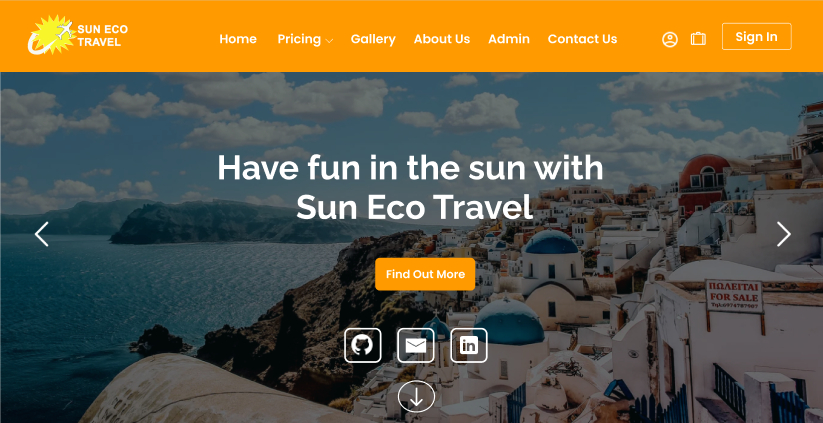 SUN ECO
TRAVEL
Home
Pricing
Gallery
About Us
Admin
Contact Us
Sign In
Have fun in the sun with
Sun Eco Travel
Find Out More
in
ΠΩΛΕΙΤΑΙ
FOR SALE